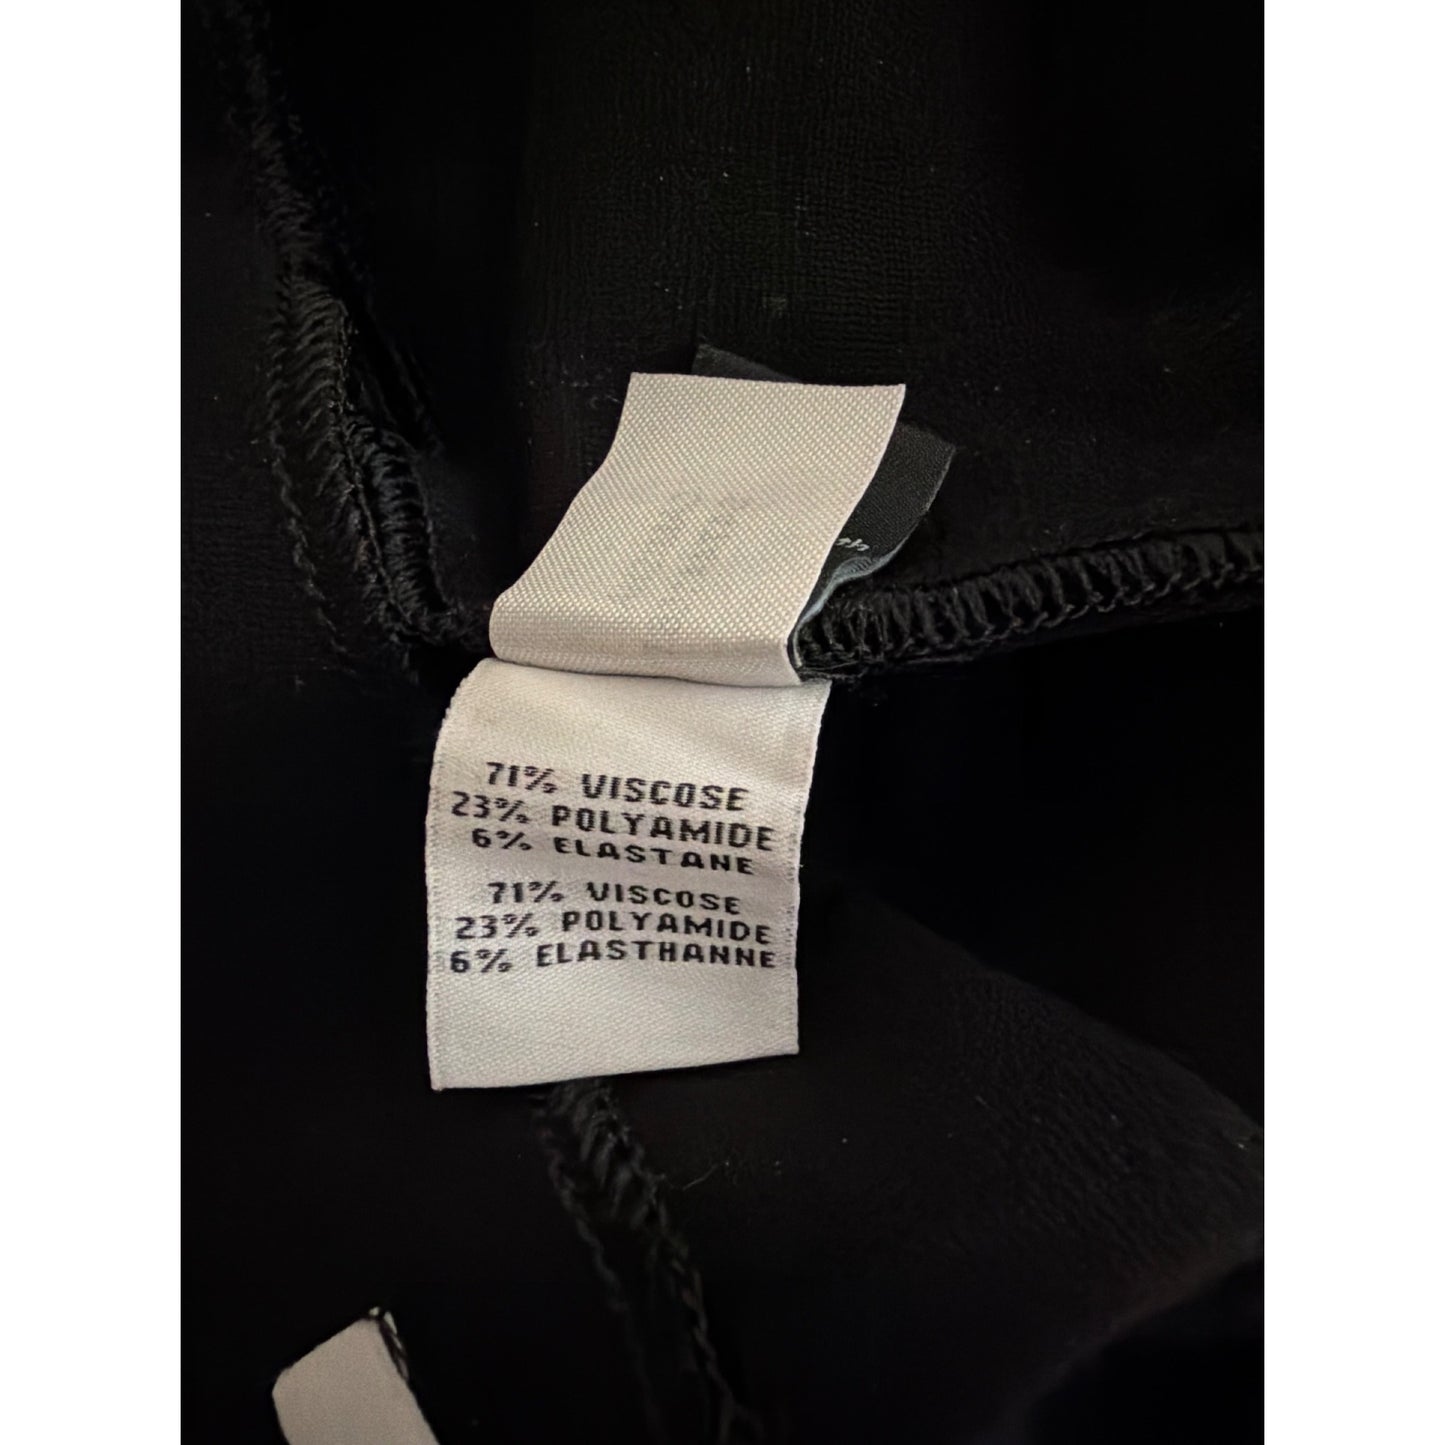 71% VISCOSE
23% POLYAMIDE
6% ELASTANE
71% VISCOSE
23% POLYAMIDE
6% ELASTHANNE